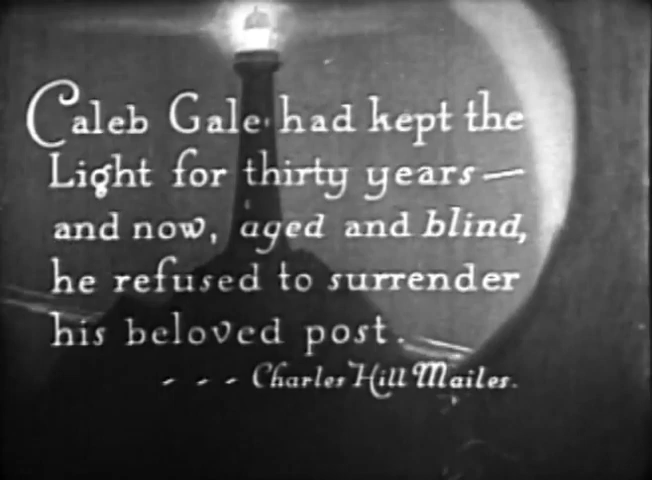 Caleb Gale had kept the
Light for thirty years—
and now, aged and blind,
he refused to surrender
his beloved post.
- - - Charles Hill Mailes.